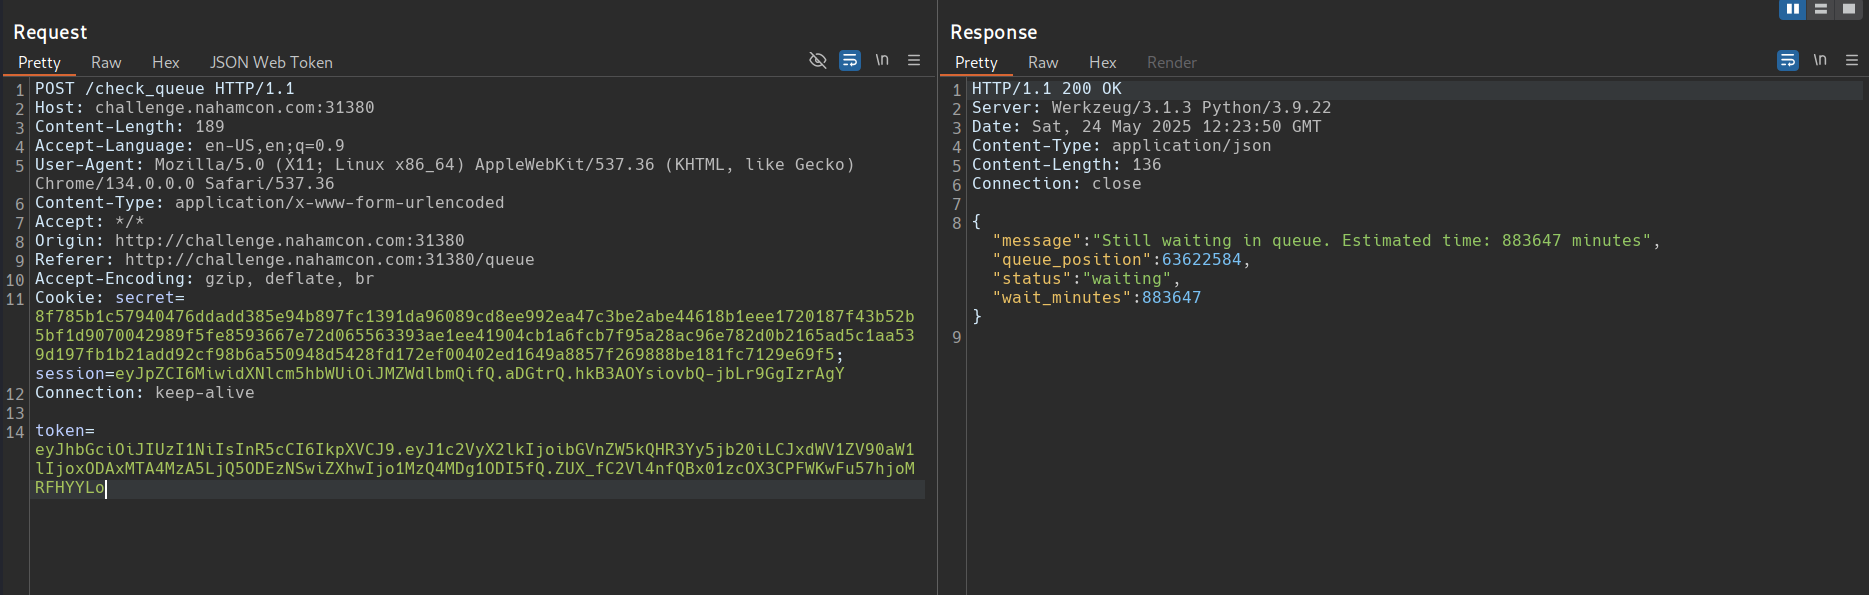 Request
Pretty Raw Hex JSON Web Token \n
1 POST /check_queue HTTP/1.1
2 Host: challenge.nahamcon.com:31380
3 Content-Length: 189
4 Accept-Language: en-US,en;q=0.9
5 User-Agent: Mozilla/5.0 (X11; Linux x86_64) AppleWebKit/537.36 (KHTML, like Gecko)
Chrome/134.0.0.0 Safari/537.36
6 Content-Type: application/x-www-form-urlencoded
7 Accept: */*
8 Origin: http://challenge.nahamcon.com:31380
9 Referer: http://challenge.nahamcon.com:31380/queue
10 Accept-Encoding: gzip, deflate, br
11 Cookie: secret=
8f785b1c57940476ddadd385e94b897fc1391da96089cd8ee992ea47c3be2abe44618b1eee1720187f43b52b
5bf1d9070042989f5fe8593667e72d065563393ae1ee41904cb1a6fcb7f95a28ac96e782d0b2165ad5c1aa53
9d197fb1b21add92cf98b6a550948d5428fd172ef00402ed1649a8857f269888be181fc7129e69f5;
session=eyJpZCI6MiwidXNlcm5hbWUiOiJMZWdlbmQifQ.aDGtrQ.hkB3AOYsiovbQ-jbLr9GgIzrAgY
12 Connection: keep-alive
13
14 token=
eyJhbGciOiJIUzI1NiIsInR5cCI6IkpXVCJ9.eyJ1c2VyX2lkIjoibGVnZW5kQHR3Yy5jb20iLCJxdWV1ZV90aW1
lIjoxODAxMTA4MzA5LjQ5ODEzNSwiZXhwIjo1MzQ4MDg1ODI5fQ.ZUX_fC2Vl4nfQBx01zcOX3CPFWKwFu57hjoM
RFHYYLo
Response
Pretty Raw Hex Render \n
1 HTTP/1.1 200 OK
2 Server: Werkzeug/3.1.3 Python/3.9.22
3 Date: Sat, 24 May 2025 12:23:50 GMT
4 Content-Type: application/json
5 Content-Length: 136
6 Connection: close
7
8 {
"message":"Still waiting in queue. Estimated time: 883647 minutes",
"queue_position":63622584,
"status":"waiting",
"wait_minutes":883647
}
9